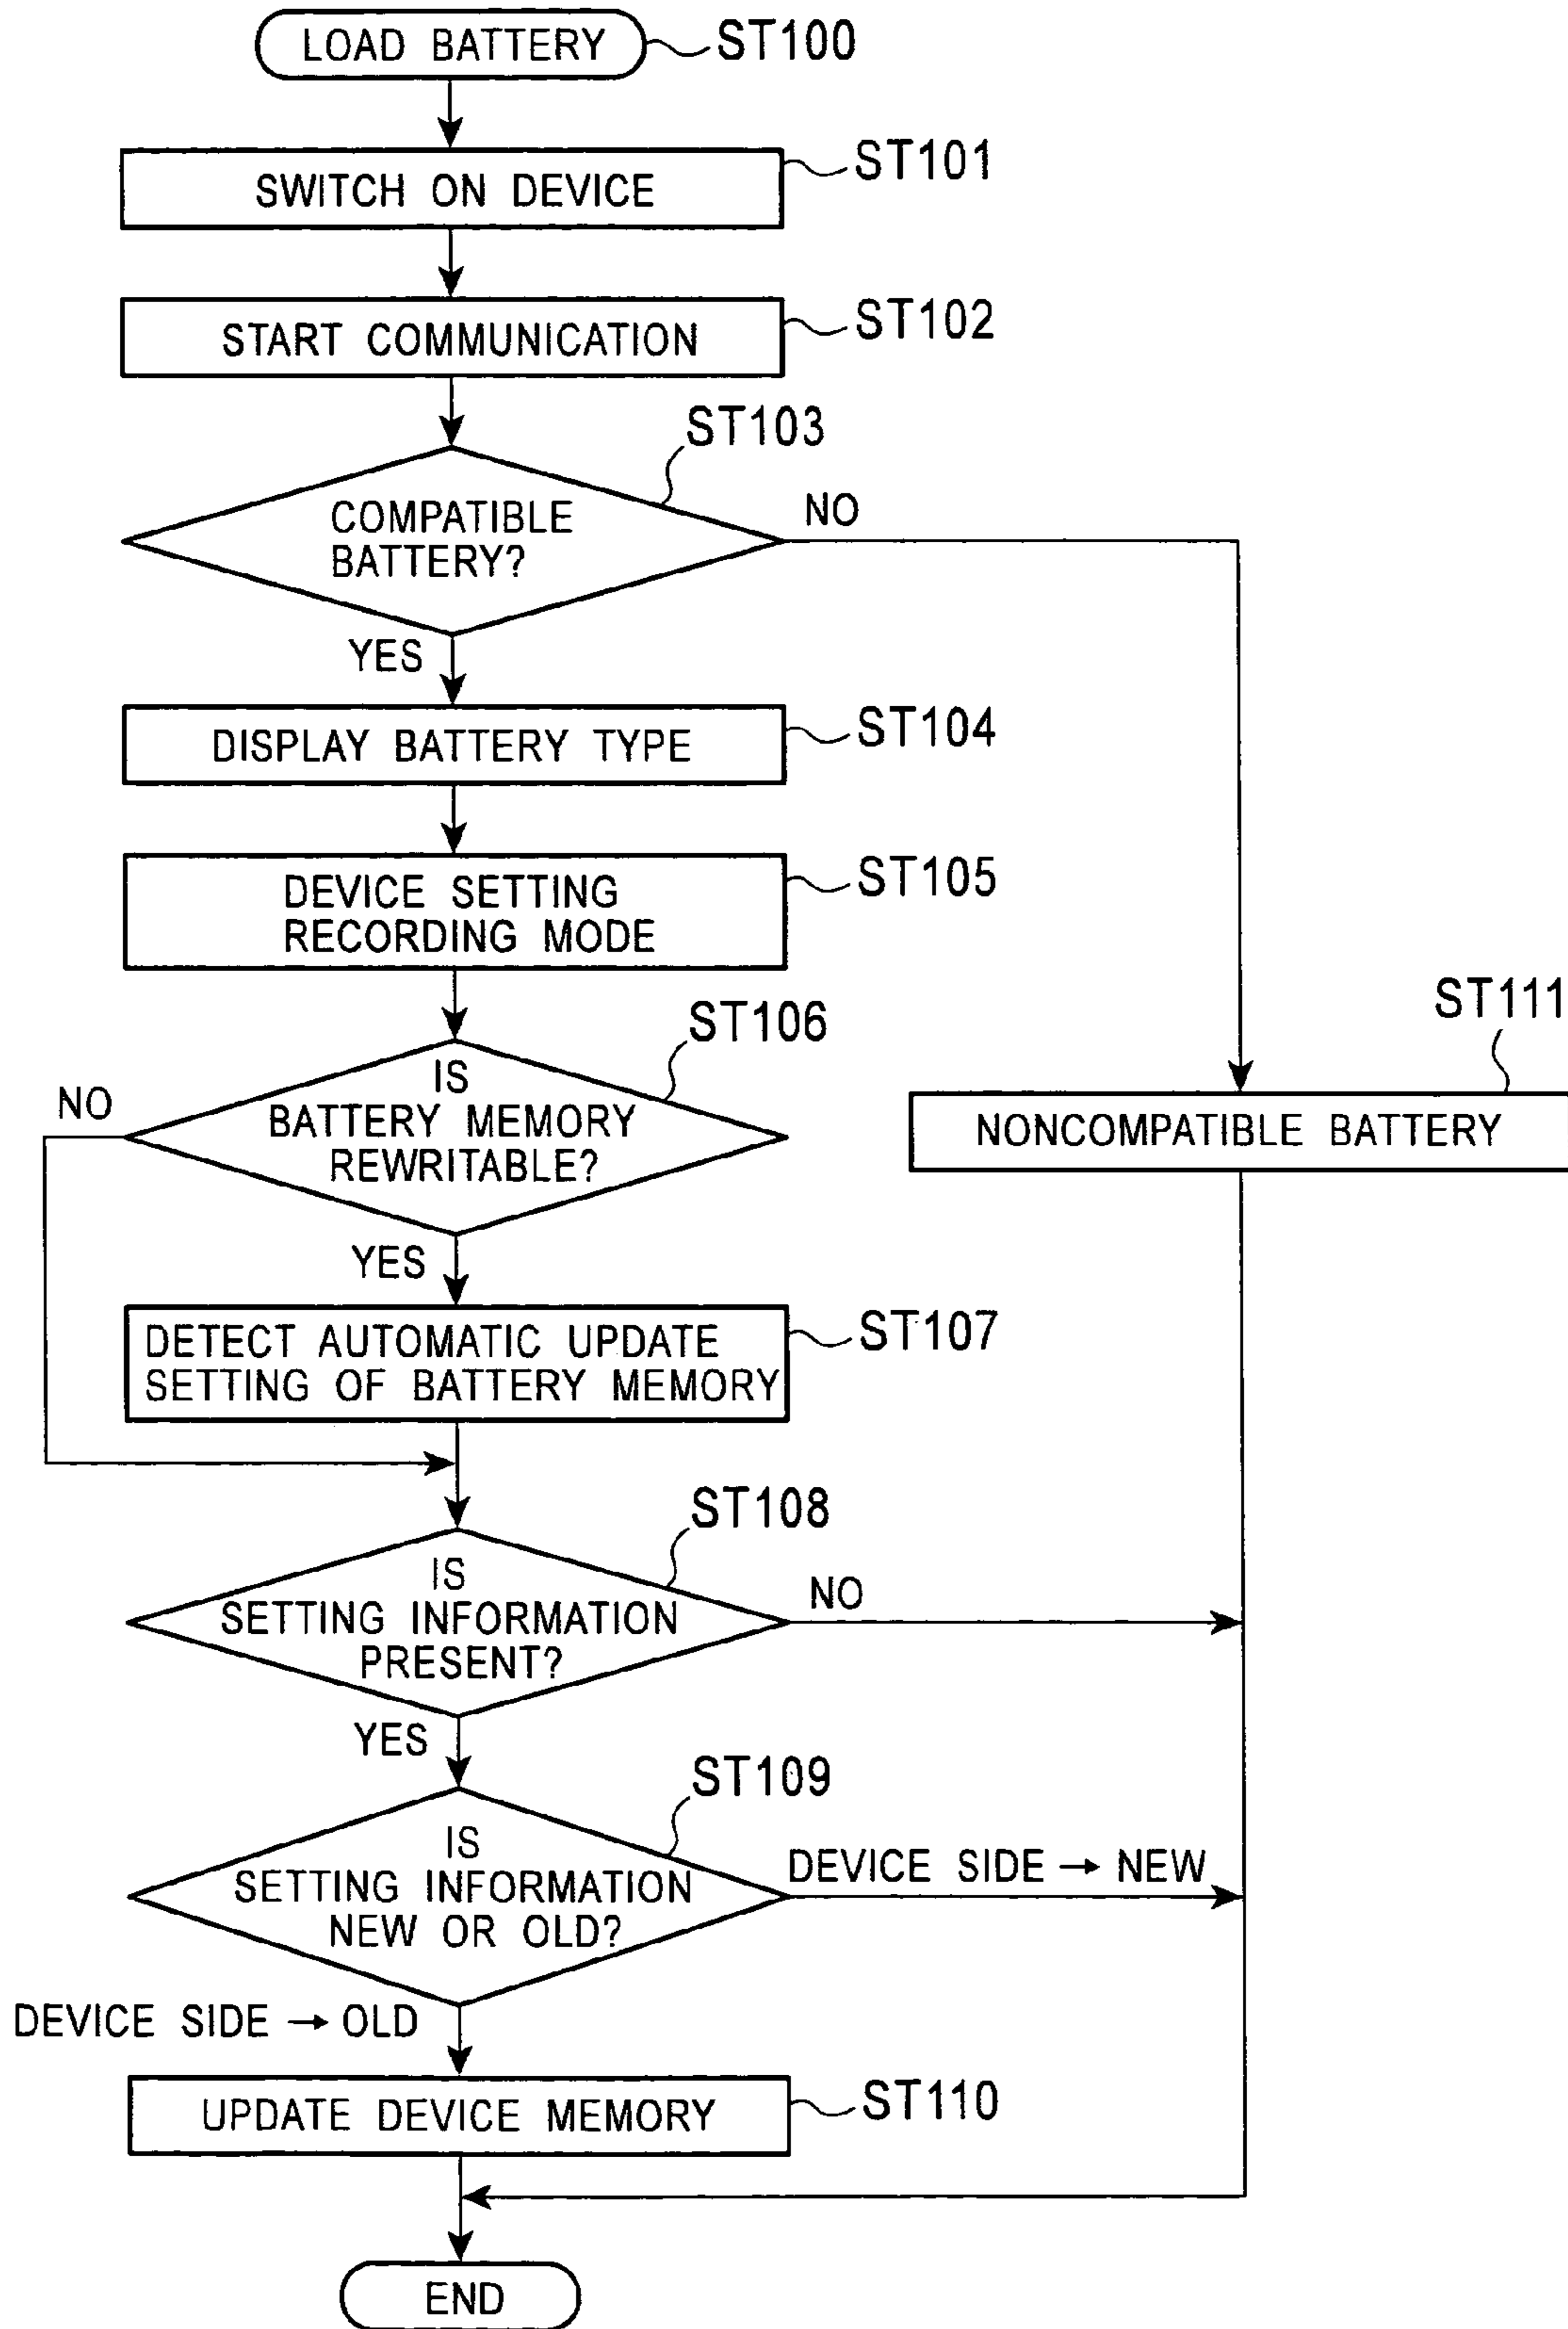 LOAD BATTERY
ST100
SWITCH ON DEVICE
ST101
START COMMUNICATION
ST102
ST103
COMPATIBLE
BATTERY?
NO
YES
DISPLAY BATTERY TYPE
ST104
DEVICE SETTING
RECORDING MODE
ST105
ST106
IS
BATTERY MEMORY
REWRITABLE?
NO
YES
ST111
NONCOMPATIBLE BATTERY
DETECT AUTOMATIC UPDATE
SETTING OF BATTERY MEMORY
ST107
ST108
IS
SETTING INFORMATION
PRESENT?
NO
YES
ST109
IS
SETTING INFORMATION
NEW OR OLD?
DEVICE SIDE → NEW
DEVICE SIDE → OLD
UPDATE DEVICE MEMORY
ST110
END